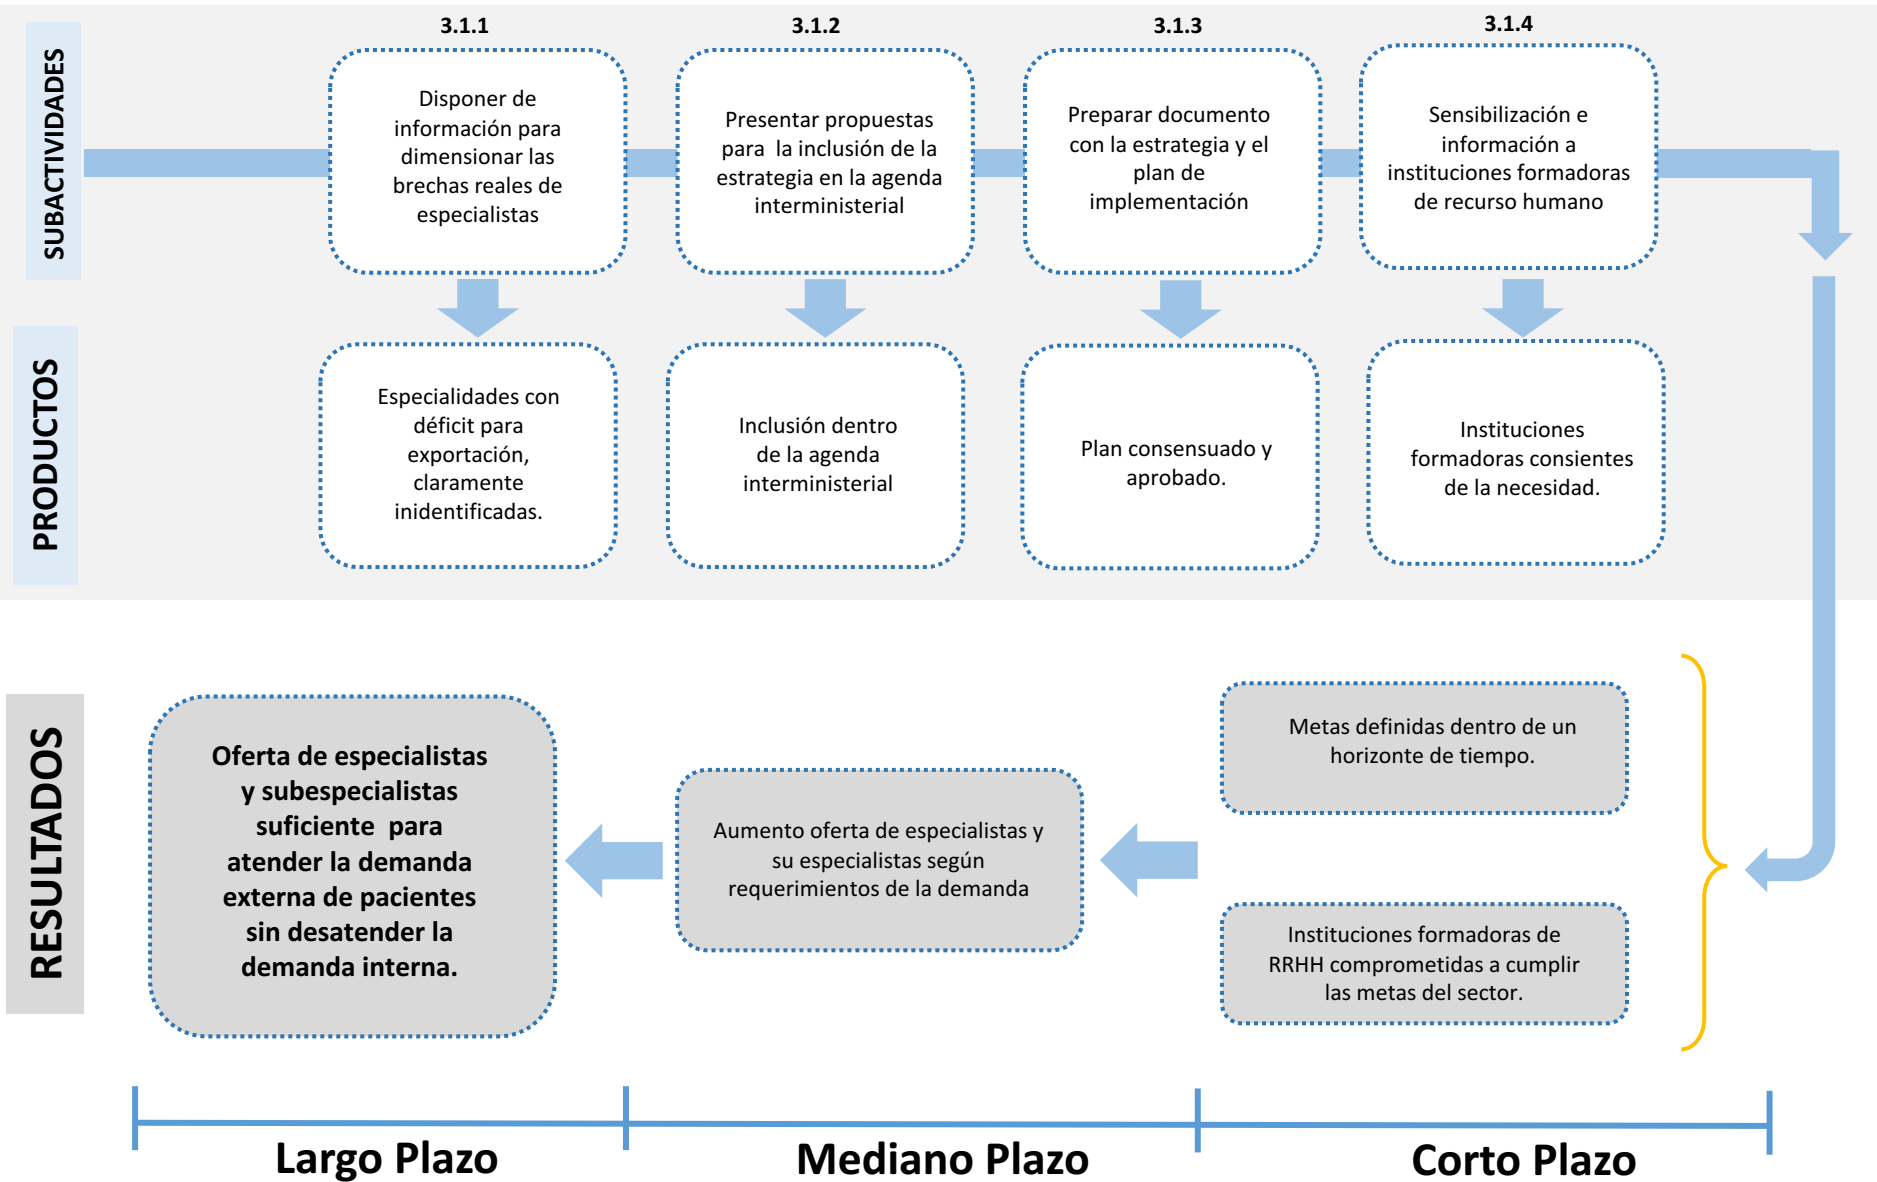 SUBACTIVIDADES
3.1.1
Disponer de
información para
dimensionar las
brechas reales de
especialistas
3.1.2
Presentar propuestas
para la inclusión de la
estrategia en la agenda
interministerial
3.1.3
Preparar documento
con la estrategia y el
plan de
implementación
3.1.4
Sensibilización e
información a
instituciones formadoras
de recurso humano
PRODUCTOS
Especialidades con
déficit para
exportación,
claramente
inidentificadas.
Inclusión dentro
de la agenda
interministerial
Plan consensuado y
aprobado.
Instituciones
formadoras consientes
de la necesidad.
RESULTADOS
Oferta de especialistas
y subespecialistas
suficiente para
atender la demanda
externa de pacientes
sin desatender la
demanda interna.
Aumento oferta de especialistas y
su especialistas según
requerimientos de la demanda
Metas definidas dentro de un
horizonte de tiempo.
Instituciones formadoras de
RRHH comprometidas a cumplir
las metas del sector.
Largo Plazo
Mediano Plazo
Corto Plazo